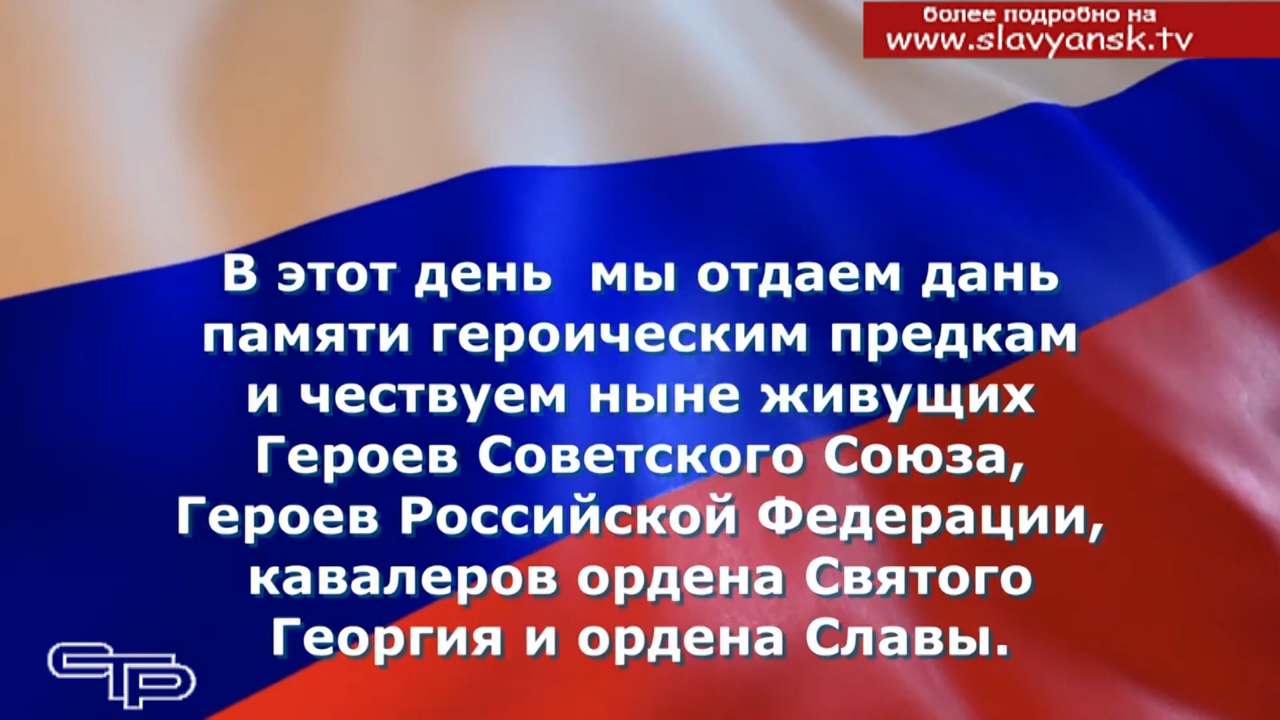 более подробно на
www.slavyansk.tv
В этот день мы отдаем дань
памяти героическим предкам
и чествуем ныне живущих
Героев Советского Союза,
Героев Российской Федерации,
кавалеров ордена Святого
Георгия и ордена Славы.
СТР